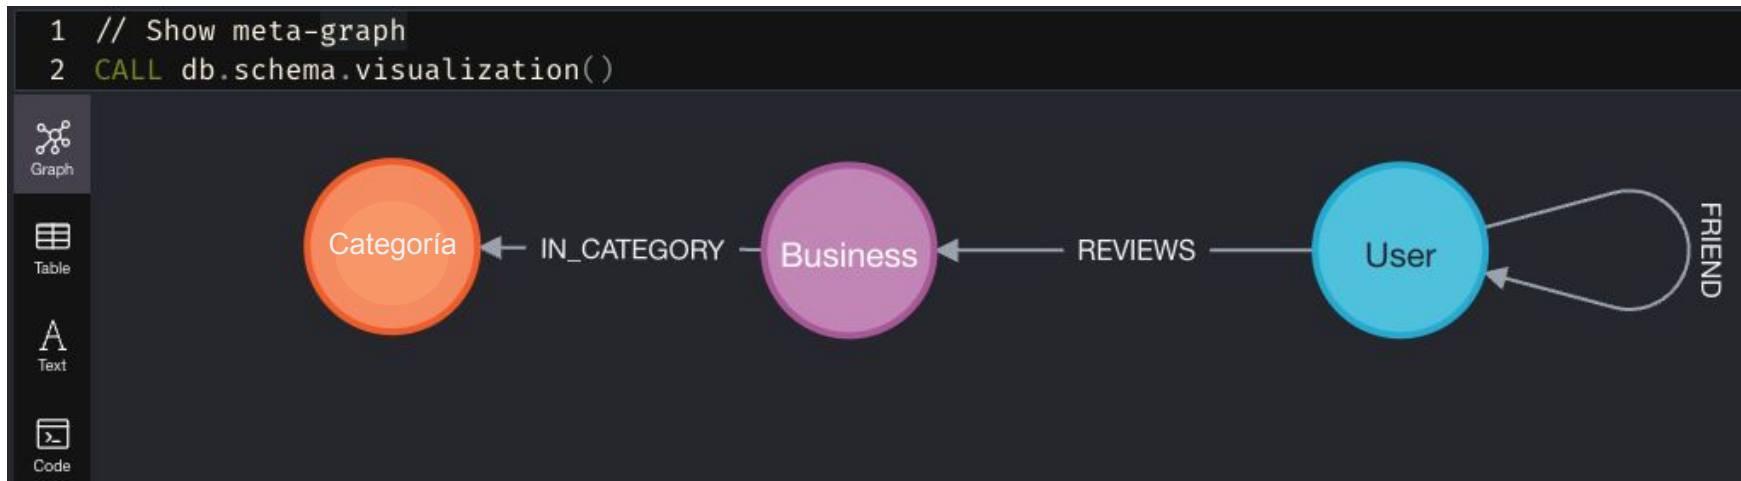 1 // Show meta-graph
2 CALL db.schema.visualization()
Graph
Table
Text
Code
Categoría
IN_CATEGORY
Business
REVIEWS
User
FRIEND